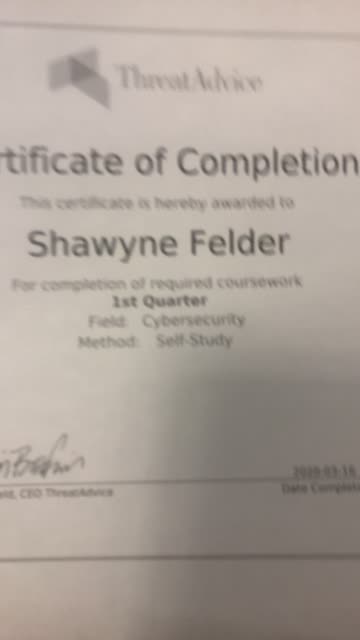 ThreatAdvice
rtificate of Completion
This certificate is hereby awarded to
Shawyne Felder
For completion of required coursework
1st Quarter
Field: Cybersecurity
Method: Self-Study
2020-03-16
eld, CEO ThreatAdvice
Date Complete